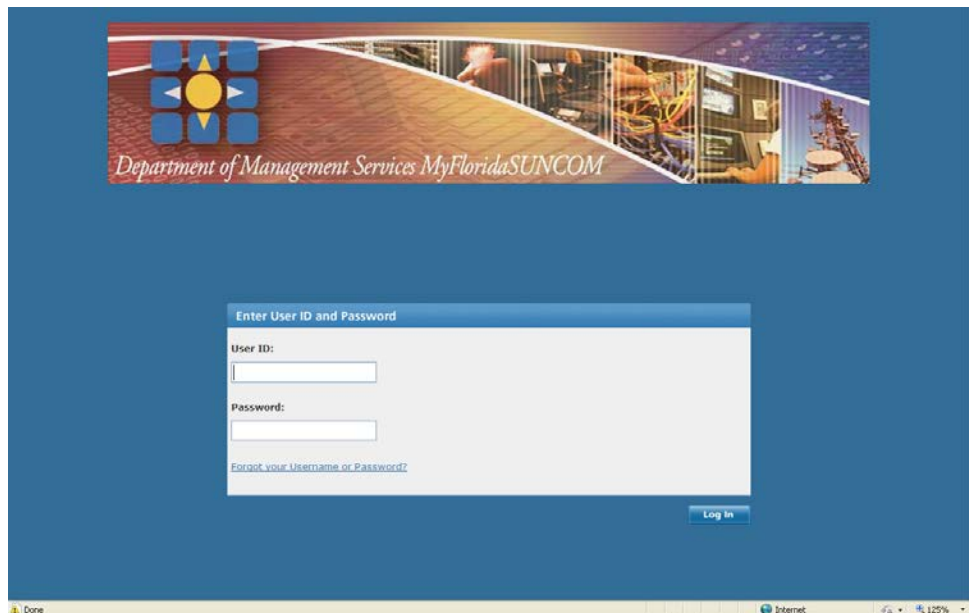 Department of Management Services MyFloridaSUNCOM
Enter User ID and Password
User ID:
Password:
Forgot your Username or Password?
Log In
Done
Internet
125%